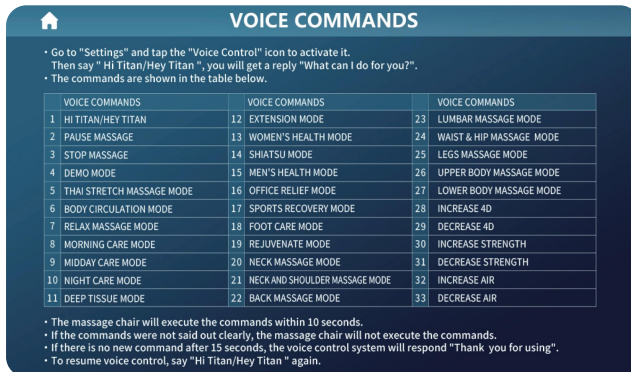 VOICE COMMANDS
• Go to "Settings" and tap the "Voice Control" icon to activate it.
Then say " Hi Titan/Hey Titan ", you will get a reply "What can I do for you?".
• The commands are shown in the table below.
VOICE COMMANDS VOICE COMMANDS VOICE COMMANDS
1 HI TITAN/HEY TITAN 12 EXTENSION MODE 23 LUMBAR MASSAGE MODE
2 PAUSE MASSAGE 13 WOMEN'S HEALTH MODE 24 WAIST & HIP MASSAGE MODE
3 STOP MASSAGE 14 SHIATSU MODE 25 LEGS MASSAGE MODE
4 DEMO MODE 15 MEN'S HEALTH MODE 26 UPPER BODY MASSAGE MODE
5 THAI STRETCH MASSAGE MODE 16 OFFICE RELIEF MODE 27 LOWER BODY MASSAGE MODE
6 BODY CIRCULATION MODE 17 SPORTS RECOVERY MODE 28 INCREASE 4D
7 RELAX MASSAGE MODE 18 FOOT CARE MODE 29 DECREASE 4D
8 MORNING CARE MODE 19 REJUVENATE MODE 30 INCREASE STRENGTH
9 MIDDAY CARE MODE 20 NECK MASSAGE MODE 31 DECREASE STRENGTH
10 NIGHT CARE MODE 21 NECK AND SHOULDER MASSAGE MODE 32 INCREASE AIR
11 DEEP TISSUE MODE 22 BACK MASSAGE MODE 33 DECREASE AIR
• The massage chair will execute the commands within 10 seconds.
• If the commands were not said out clearly, the massage chair will not execute the commands.
• If there is no new command after 15 seconds, the voice control system will respond "Thank you for using".
• To resume voice control, say "Hi Titan/Hey Titan " again.